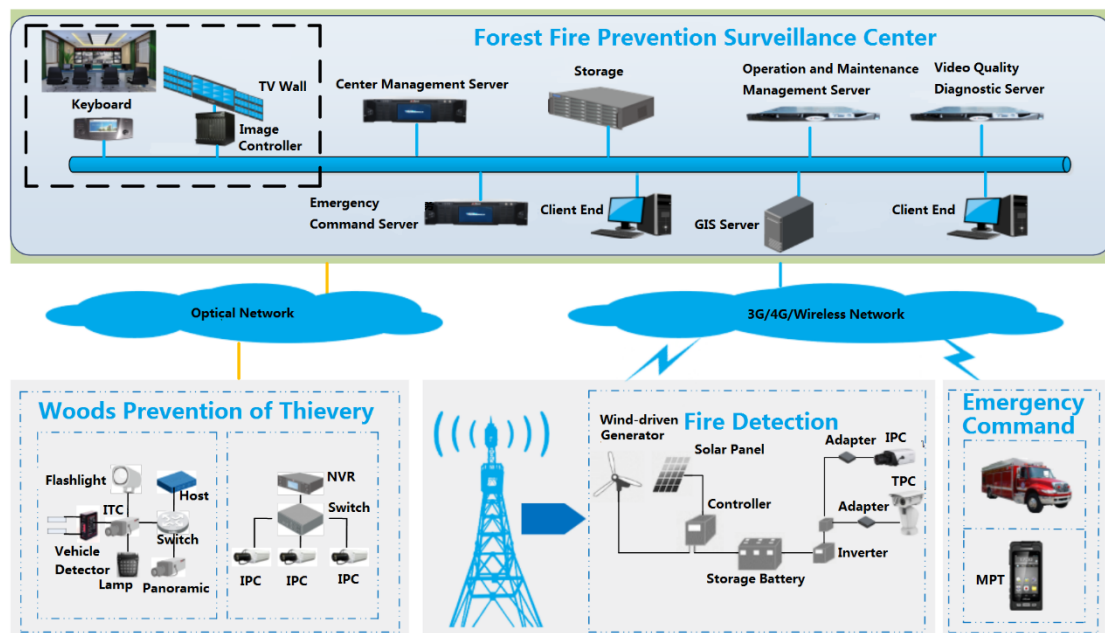 Forest Fire Prevention Surveillance Center
Keyboard
TV Wall
Image
Controller
Center Management Server
Storage
Operation and Maintenance
Management Server
Video Quality
Diagnostic Server
Emergency
Command Server
Client End
GIS Server
Client End
Optical Network
3G/4G/Wireless Network
Woods Prevention of Thievery
Flashlight
Host
ITC
Switch
Vehicle
Detector
Lamp
Panoramic
NVR
Switch
IPC
IPC
IPC
Fire Detection
Wind-driven
Generator
Solar Panel
Controller
Storage Battery
Inverter
Adapter
IPC
TPC
Adapter
Emergency
Command
MPT